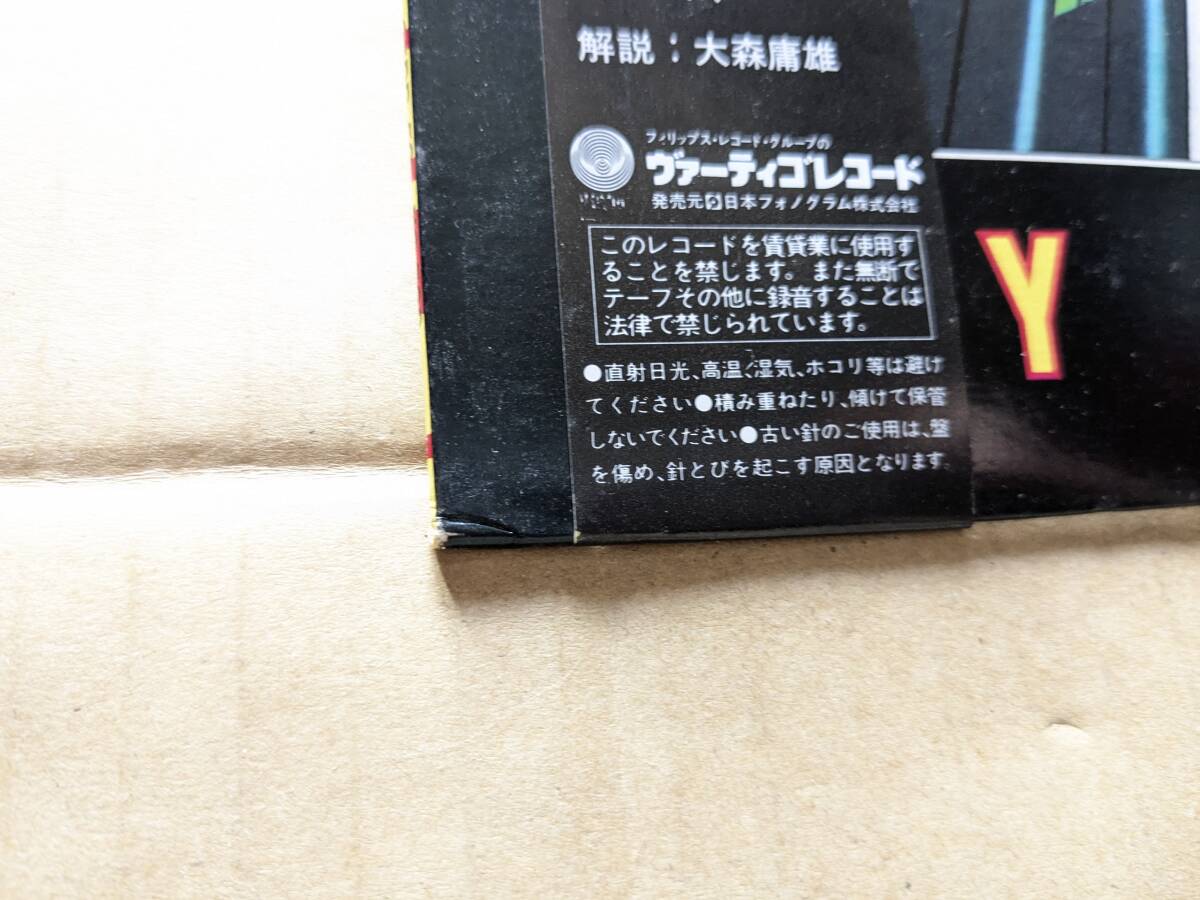 解説：大森庸雄
フィリップス・レコード・グループの
ヴァーティゴレコード
発売元 日本フォノグラム株式会社
このレコードを賃貸業に使用す
ることを禁じます。また無断で
テープその他に録音することは
法律で禁じられています。
●直射日光、高温、湿気、ホコリ等は避け
てください●積み重ねたり、傾けて保管
しないでください●古い針のご使用は、盤
を傷め、針とびを起こす原因となります
Y